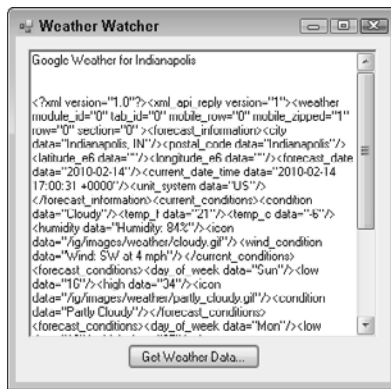 Weather Watcher
Google Weather for Indianapolis
<?xml version="1.0"?><xml_api_reply version="1"><weather
module_id="0" tab_id="0" mobile_row="0" mobile_zipped="1"
row="0" section="0" ><forecast_information><city
data="Indianapolis, IN"/><postal_code data="Indianapolis"/>
<latitude_e6 data=""/><longitude_e6 data=""/><forecast_date
data="2010-02-14"/><current_date_time data="2010-02-14
17:00:31 +0000"/><unit_system data="US"/>
</forecast_information><current_conditions><condition
data="Cloudy"/><temp_f data="21"/><temp_c data="-6"/>
<humidity data="Humidity: 84%"/><icon
data="/ig/images/weather/cloudy.gif"/><wind_condition
data="Wind: SW at 4 mph"/></current_conditions>
<forecast_conditions><day_of_week data="Sun"/><low
data="16"/><high data="34"/><icon
data="/ig/images/weather/partly_cloudy.gif"/><condition
data="Partly Cloudy"/></forecast_conditions>
<forecast_conditions><day_of_week data="Mon"/><low
Get Weather Data...